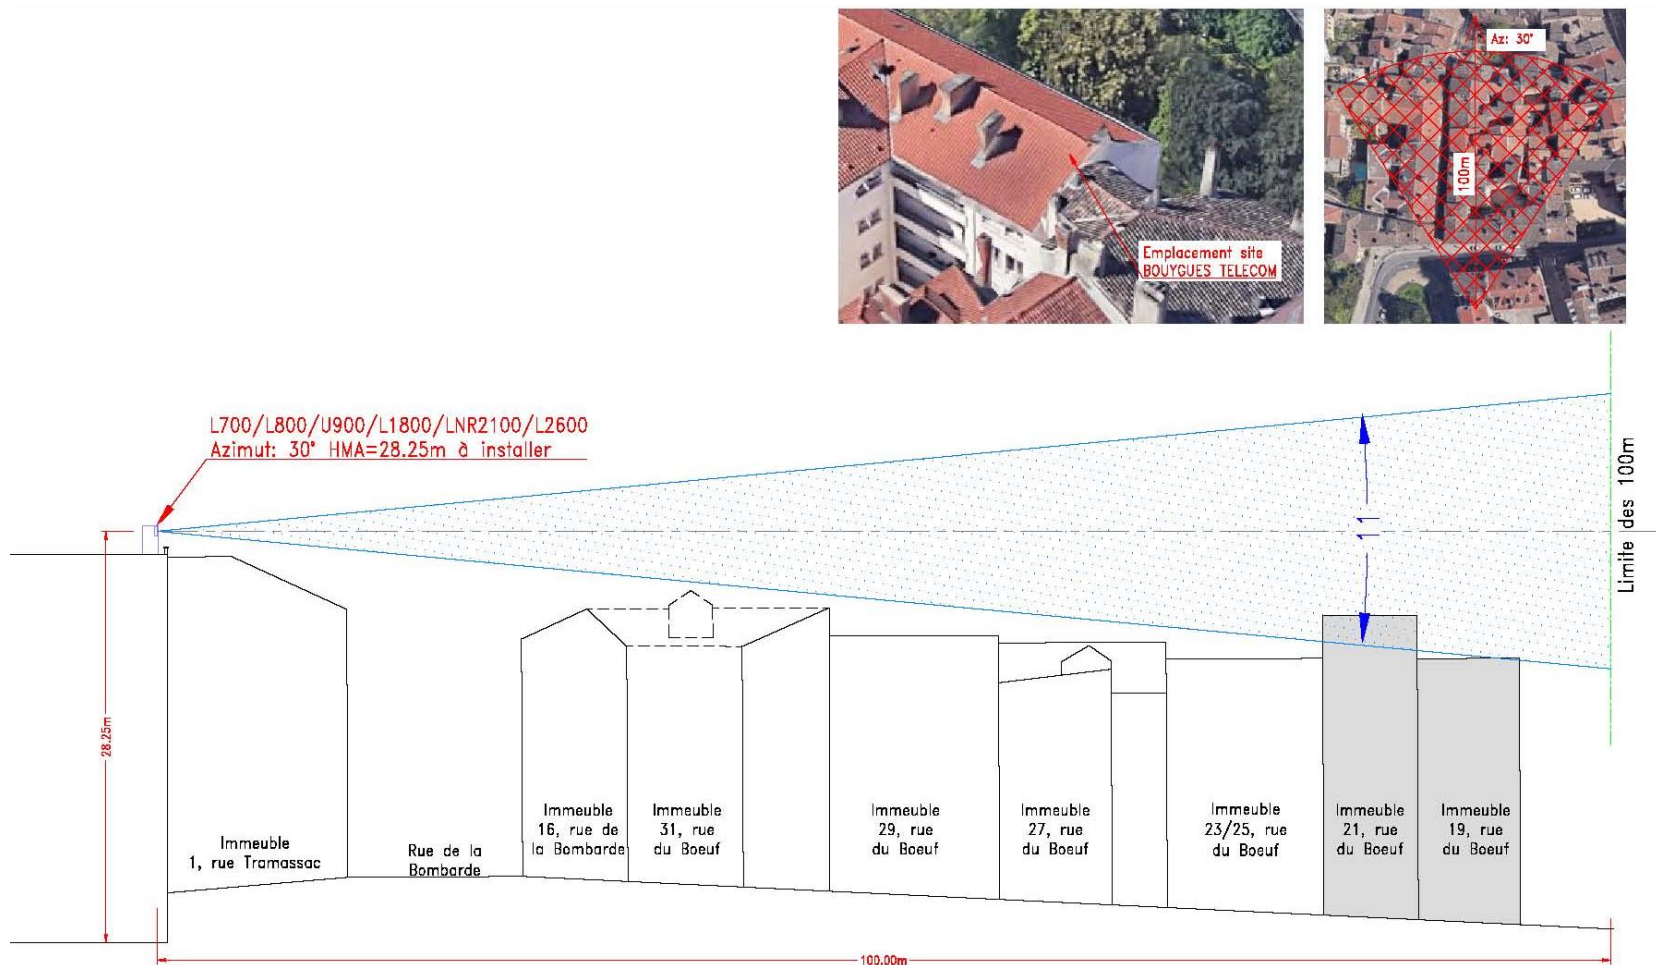 Az: 30°
100m
Emplacement site
BOUYGUES TELECOM
L700/L800/U900/L1800/LNR2100/L2600
Azimut: 30° HMA=28.25m à installer
Limite des 100m
28.25m
Immeuble
1, rue Tramassac
Rue de la
Bombarde
Immeuble
16, rue de
la Bombarde
Immeuble
31, rue
du Boeuf
Immeuble
29, rue
du Boeuf
Immeuble
27, rue
du Boeuf
Immeuble
23/25, rue
du Boeuf
Immeuble
21, rue
du Boeuf
Immeuble
19, rue
du Boeuf
100.00m